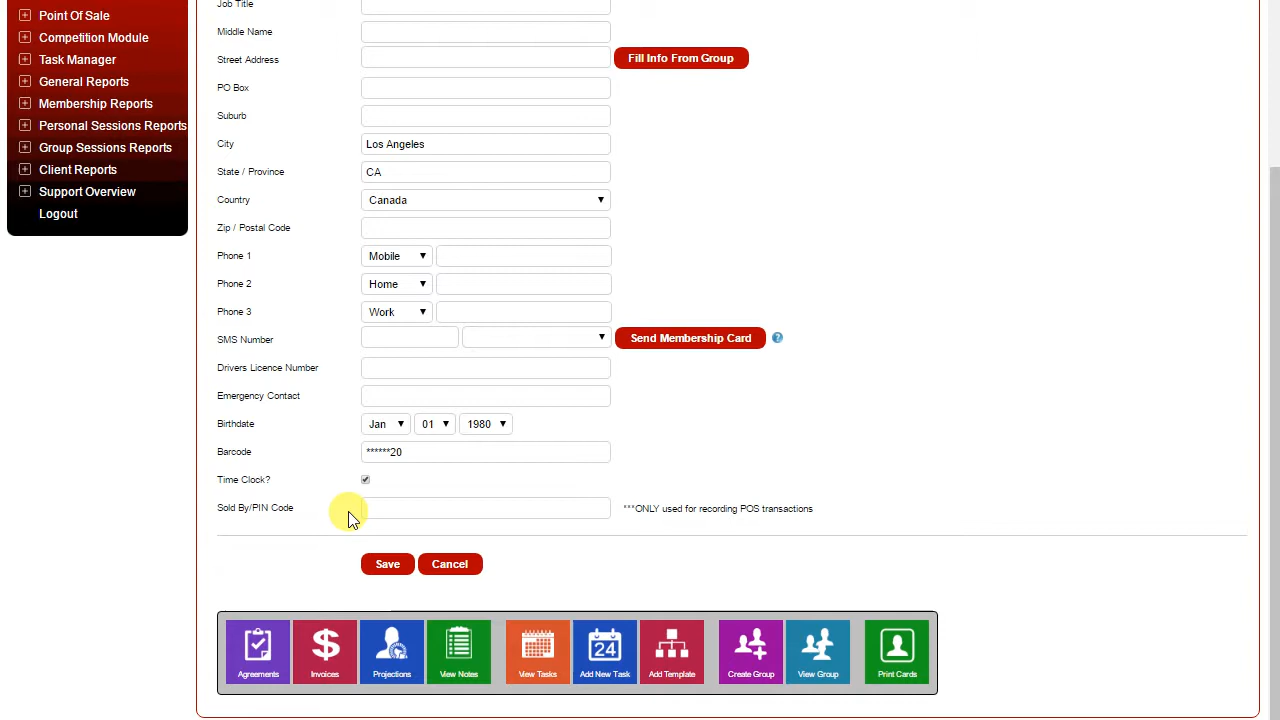 Point Of Sale
Competition Module
Task Manager
General Reports
Membership Reports
Personal Sessions Reports
Group Sessions Reports
Client Reports
Support Overview
Logout
Job Title
Middle Name
Street Address
Fill Info From Group
PO Box
Suburb
City Los Angeles
State / Province CA
Country Canada
Zip / Postal Code
Phone 1 Mobile
Phone 2 Home
Phone 3 Work
SMS Number Send Membership Card ?
Drivers Licence Number
Emergency Contact
Birthdate Jan 01 1980
Barcode ******20
Time Clock?
Sold By/PIN Code ***ONLY used for recording POS transactions
Save Cancel
24
Agreements Invoices Projections View Notes View Tasks Add New Task Add Template Create Group View Group Print Cards